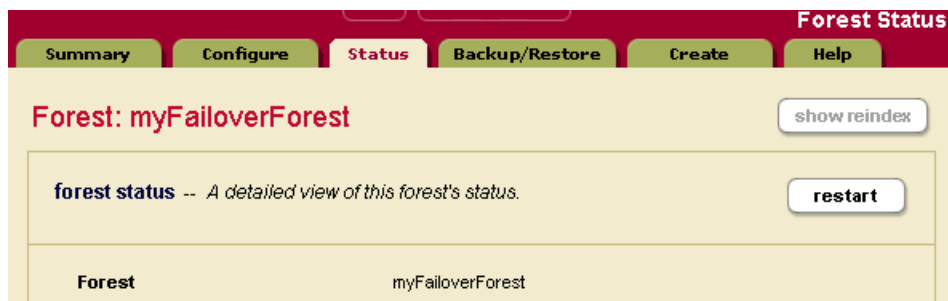 Forest Status
Summary Configure Status Backup/Restore Create Help
Forest: myFailoverForest show reindex
forest status -- A detailed view of this forest's status. restart
Forest myFailoverForest